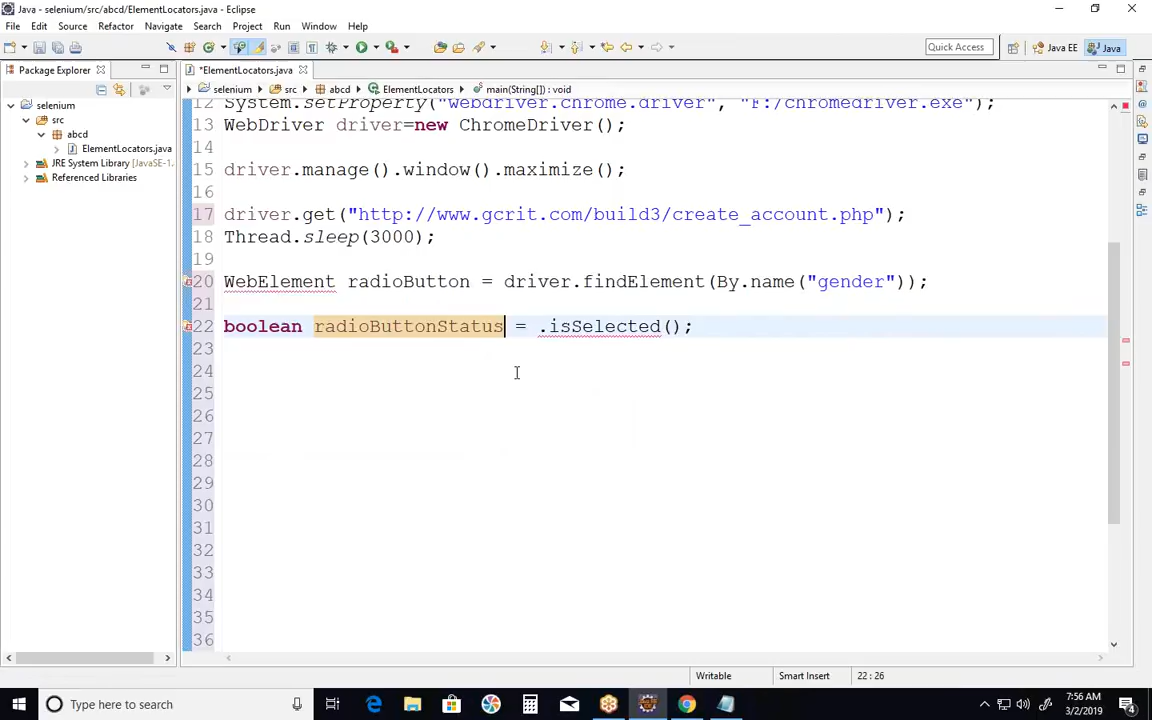 Java - selenium/src/abcd/ElementLocators.java - Eclipse
File Edit Source Refactor Navigate Search Project Run Window Help
Quick Access Java EE Java
Package Explorer *ElementLocators.java
selenium src abcd ElementLocators main(String[]) : void
selenium
src
abcd
ElementLocators.java
JRE System Library [JavaSE-1.
Referenced Libraries
12 System.setProperty("webdriver.chrome.driver", "F:/chromedriver.exe");
13 WebDriver driver=new ChromeDriver();
14
15 driver.manage().window().maximize();
16
17 driver.get("http://www.gcrit.com/build3/create_account.php");
18 Thread.sleep(3000);
19
20 WebElement radioButton = driver.findElement(By.name("gender"));
21
22 boolean radioButtonStatus = .isSelected();
23
24
25
26
27
28
29
30
31
32
33
34
35
36
Writable Smart Insert 22 : 26
Type here to search
7:56 AM
3/2/2019
4